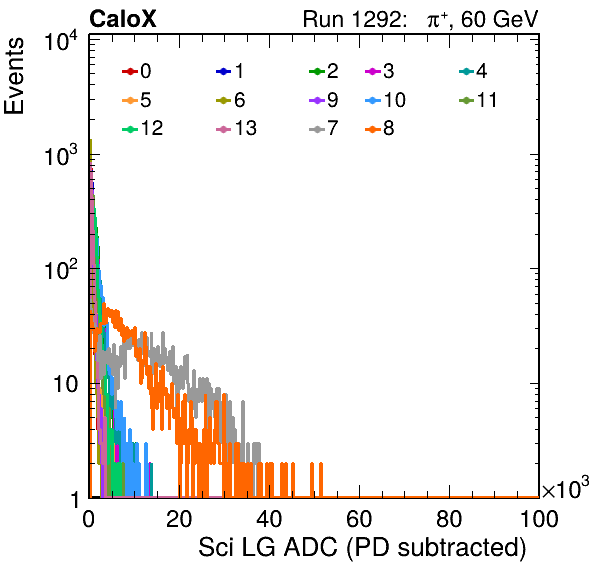 CaloX Run 1292: π⁺, 60 GeV
Events
10⁴
10³
10²
10
1
0 1 2 3 4
5 6 9 10 11
12 13 7 8
0 20 40 60 80 100
×10³
Sci LG ADC (PD subtracted)